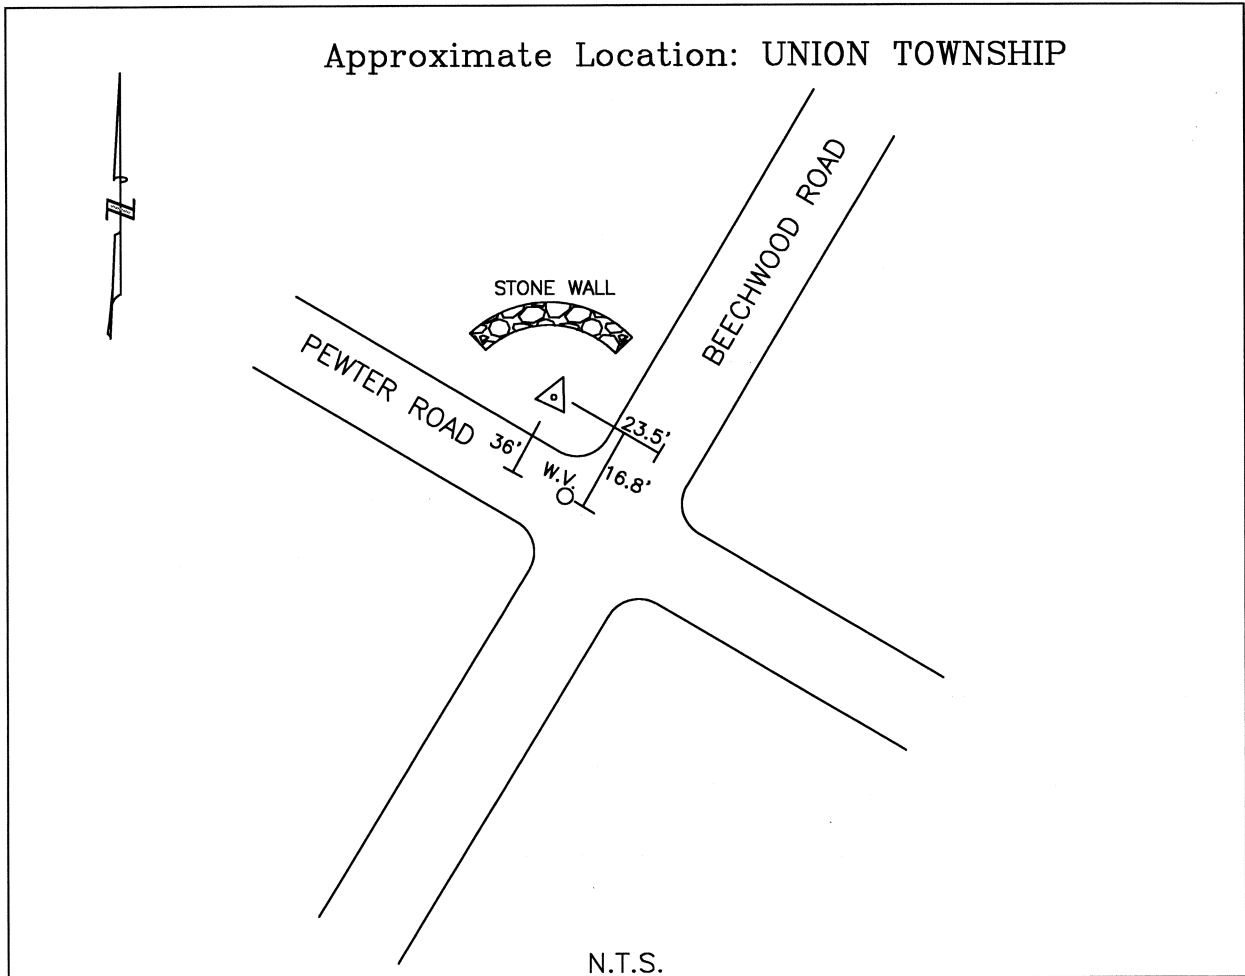 Approximate Location: UNION TOWNSHIP
N
BEECHWOOD ROAD
STONE WALL
PEWTER ROAD
36'
23.5'
W.V.
16.8'
N.T.S.